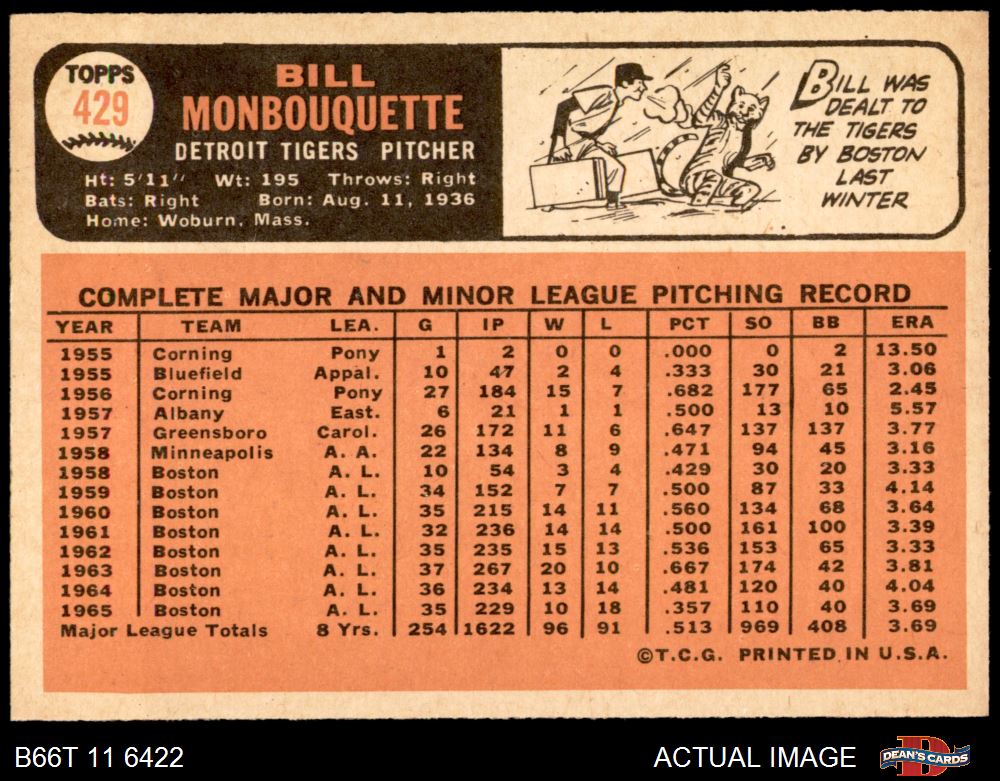 TOPPS
429
BILL
MONBOUQUETTE
DETROIT TIGERS PITCHER
Ht: 5'11" Wt: 195 Throws: Right
Bats: Right Born: Aug. 11, 1936
Home: Woburn, Mass.
BILL WAS
DEALT TO
THE TIGERS
BY BOSTON
LAST
WINTER
COMPLETE MAJOR AND MINOR LEAGUE PITCHING RECORD
YEAR TEAM LEA. G IP W L PCT SO BB ERA
1955 Corning Pony 1 2 0 0 .000 0 2 13.50
1955 Bluefield Appal. 10 47 2 4 .333 30 21 3.06
1956 Corning Pony 27 184 15 7 .682 177 65 2.45
1957 Albany East. 6 21 1 1 .500 13 10 5.57
1957 Greensboro Carol. 26 172 11 6 .647 137 137 3.77
1958 Minneapolis A. A. 22 134 8 9 .471 94 45 3.16
1958 Boston A. L. 10 54 3 4 .429 30 20 3.33
1959 Boston A. L. 34 152 7 7 .500 87 33 4.14
1960 Boston A. L. 35 215 14 11 .560 134 68 3.64
1961 Boston A. L. 32 236 14 14 .500 161 100 3.39
1962 Boston A. L. 35 235 15 13 .536 153 65 3.33
1963 Boston A. L. 37 267 20 10 .667 174 42 3.81
1964 Boston A. L. 36 234 13 14 .481 120 40 4.04
1965 Boston A. L. 35 229 10 18 .357 110 40 3.69
Major League Totals 8 Yrs. 254 1622 96 91 .513 969 408 3.69
©T.C.G. PRINTED IN U.S.A.
B66T 11 6422
ACTUAL IMAGE
DEAN'S CARDS